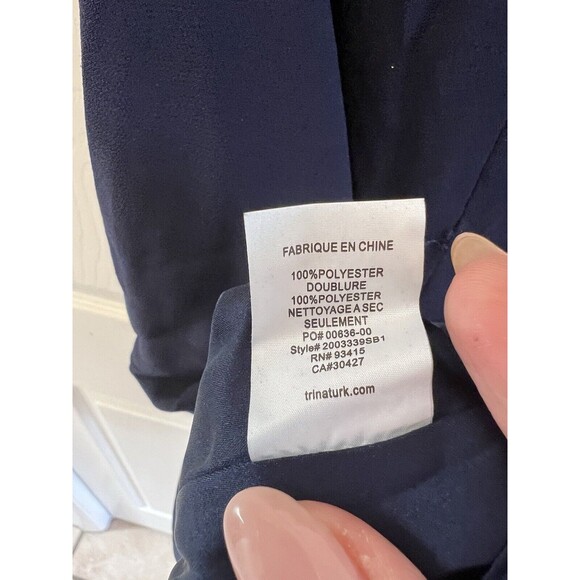 FABRIQUE EN CHINE
100%POLYESTER
DOUBLURE
100%POLYESTER
NETTOYAGE A SEC
SEULEMENT
PO# 00636-00
Style# 2003339SB1
RN# 93415
CA#30427
trinaturk.com